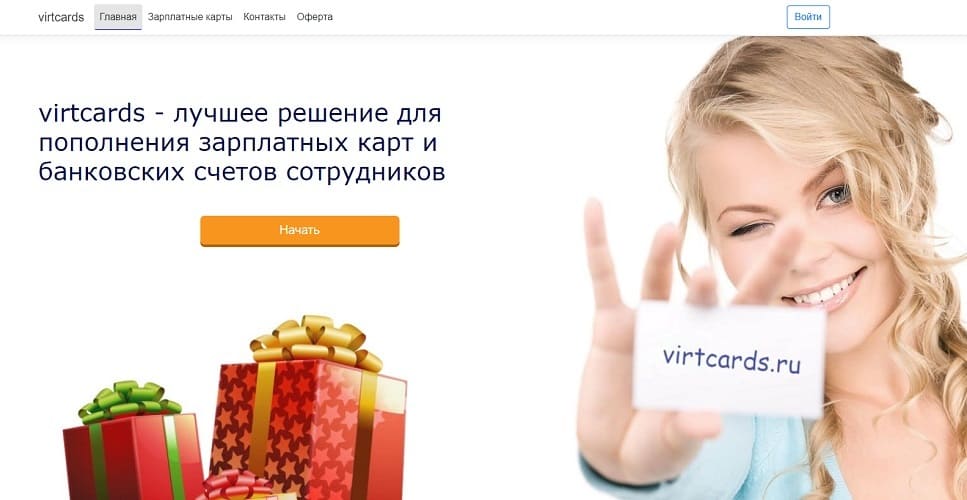 virtcards Главная Зарплатные карты Контакты Оферта Войти
virtcards - лучшее решение для
пополнения зарплатных карт и
банковских счетов сотрудников
Начать
virtcards.ru